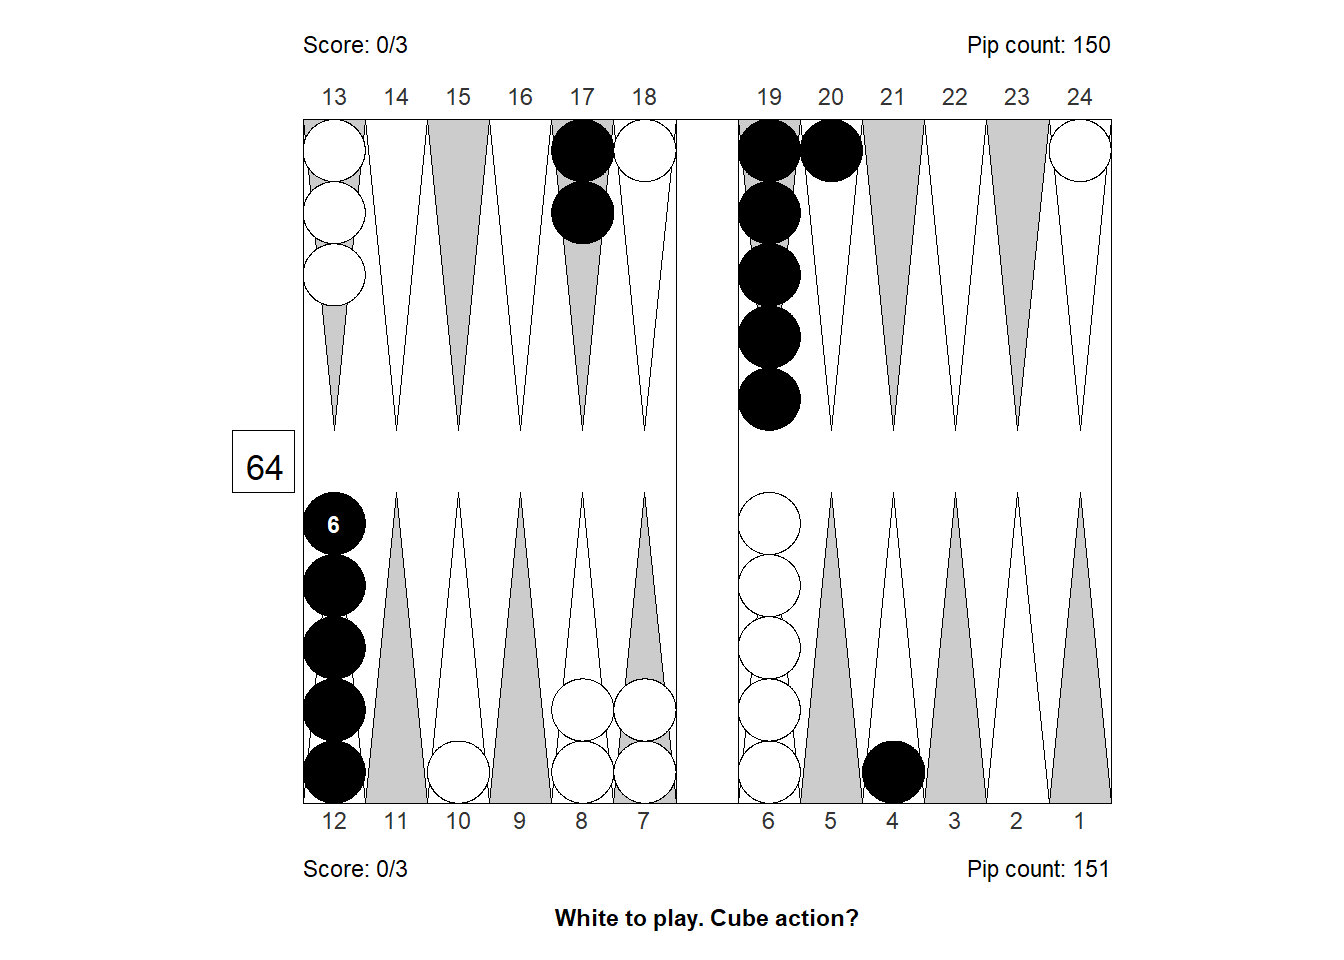 Score: 0/3 Pip count: 150
13 14 15 16 17 18 19 20 21 22 23 24
64
6
12 11 10 9 8 7 6 5 4 3 2 1
Score: 0/3 Pip count: 151
White to play. Cube action?